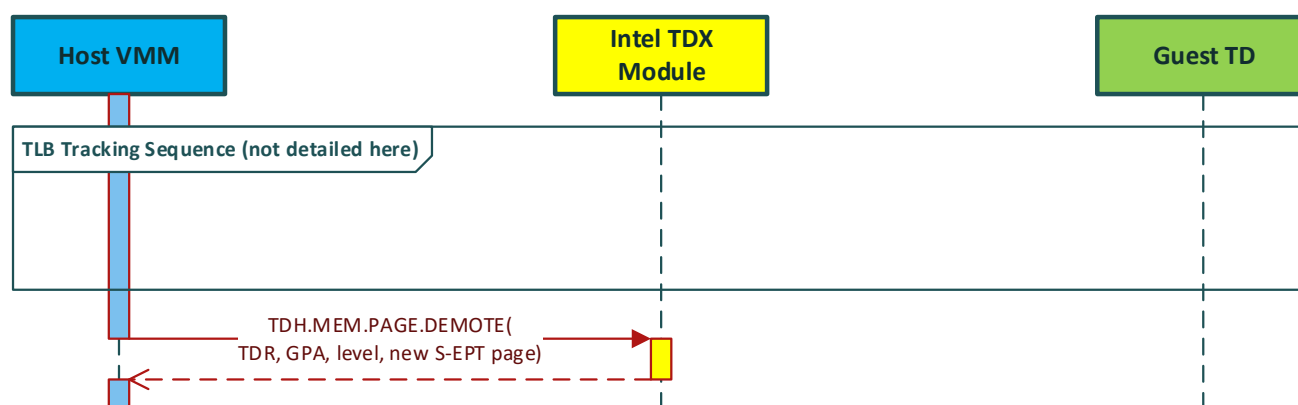 Host VMM
Intel TDX
Module
Guest TD
TLB Tracking Sequence (not detailed here)
TDH.MEM.PAGE.DEMOTE(
TDR, GPA, level, new S-EPT page)